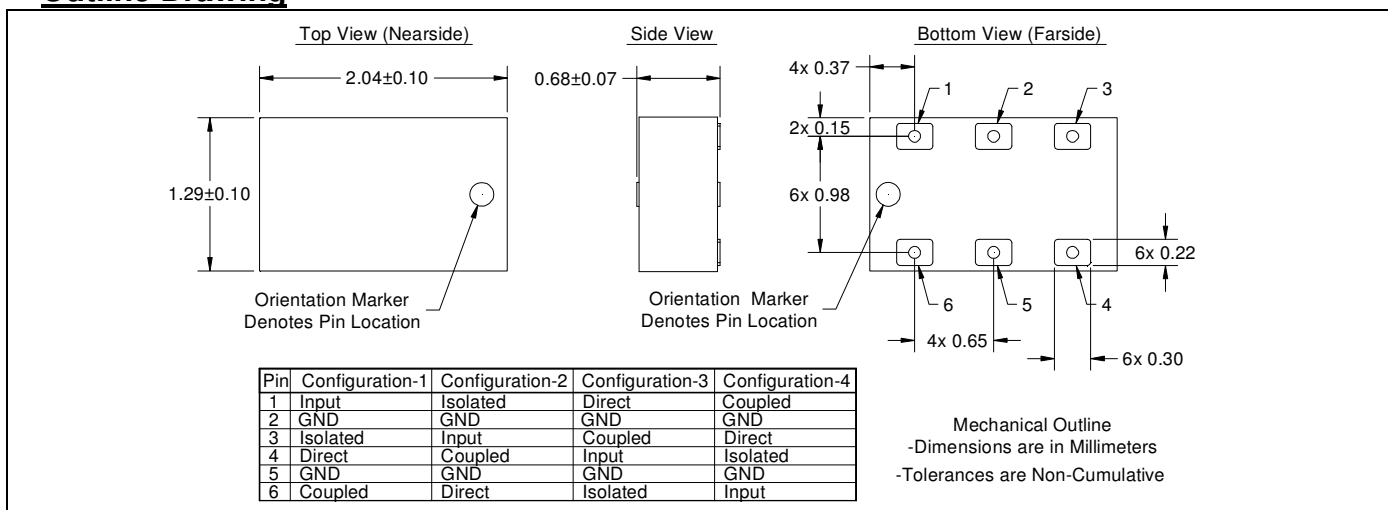 Outline Drawing
Top View (Nearside)
Side View
Bottom View (Farside)
2.04±0.10
0.68±0.07
4x 0.37
1
2
3
2x 0.15
1.29±0.10
6x 0.98
6x 0.22
Orientation Marker
Denotes Pin Location
Orientation Marker
Denotes Pin Location
6
5
4
4x 0.65
6x 0.30
Pin Configuration-1 Configuration-2 Configuration-3 Configuration-4
1 Input Isolated Direct Coupled
2 GND GND GND GND
3 Isolated Input Coupled Direct
4 Direct Coupled Input Isolated
5 GND GND GND GND
6 Coupled Direct Isolated Input
Mechanical Outline
-Dimensions are in Millimeters
-Tolerances are Non-Cumulative